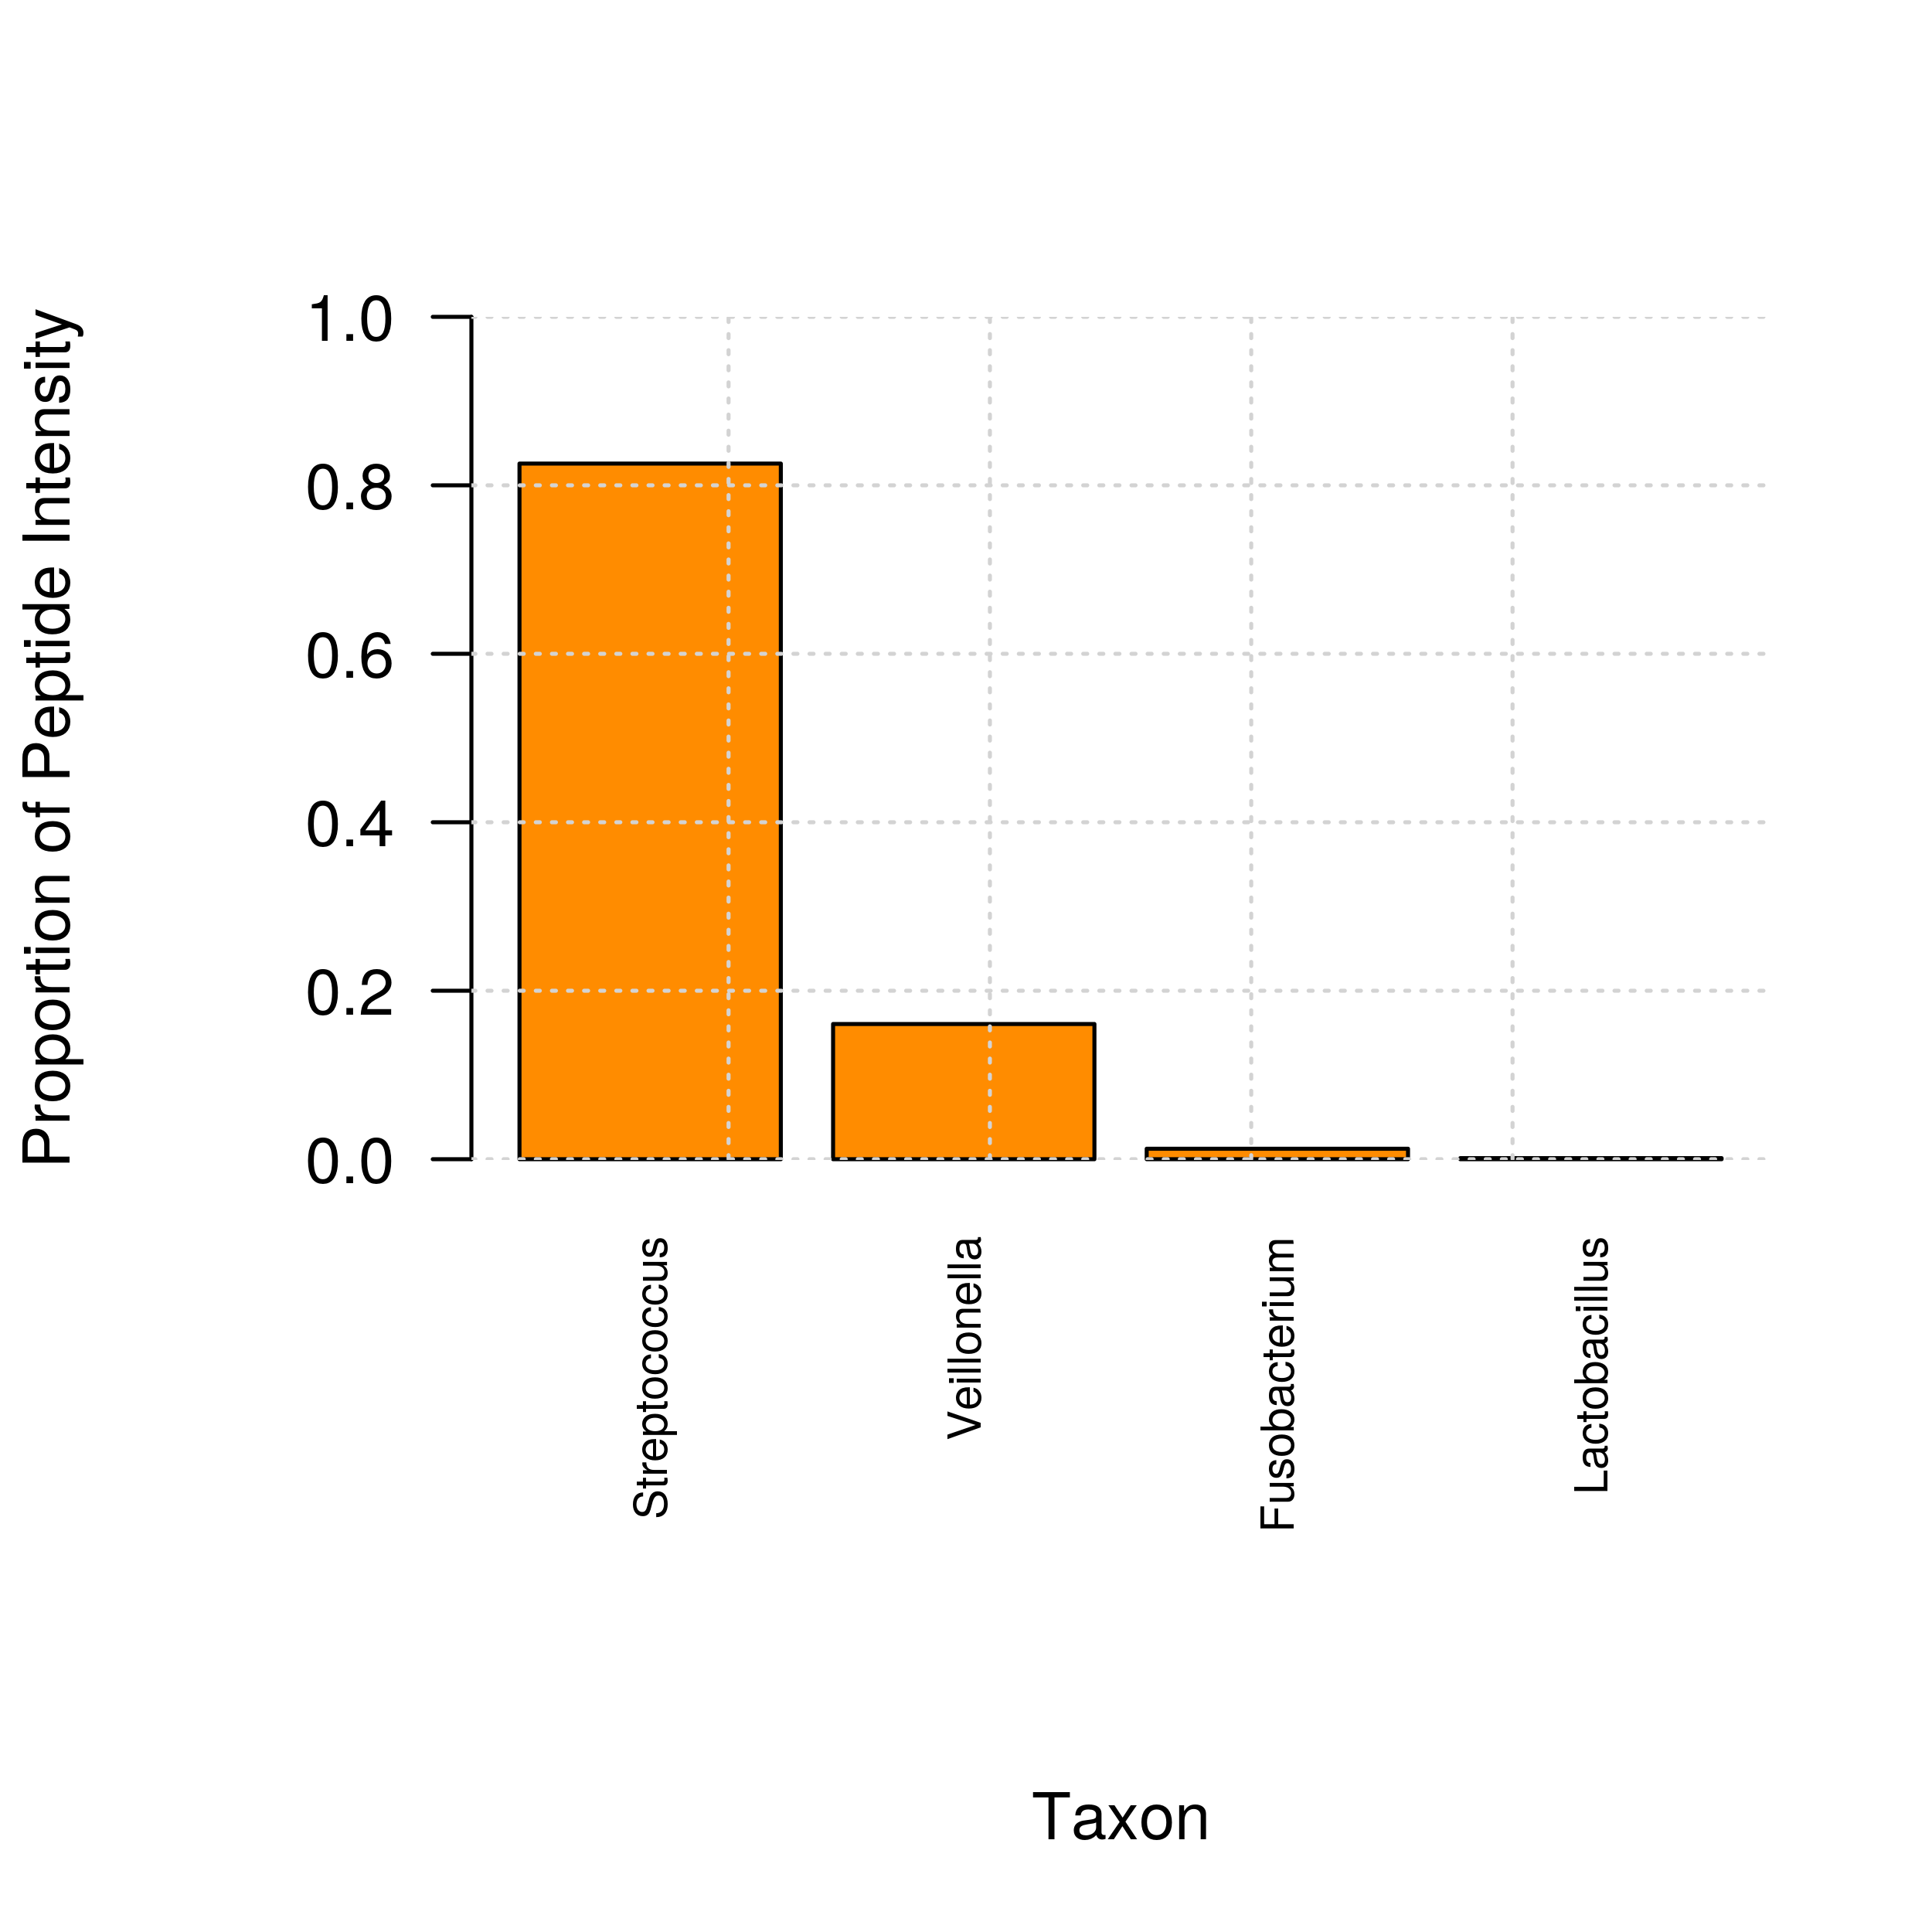 Proportion of Peptide Intensity
1.0
0.8
0.6
0.4
0.2
0.0
Streptococcus
Veillonella
Fusobacterium
Lactobacillus
Taxon